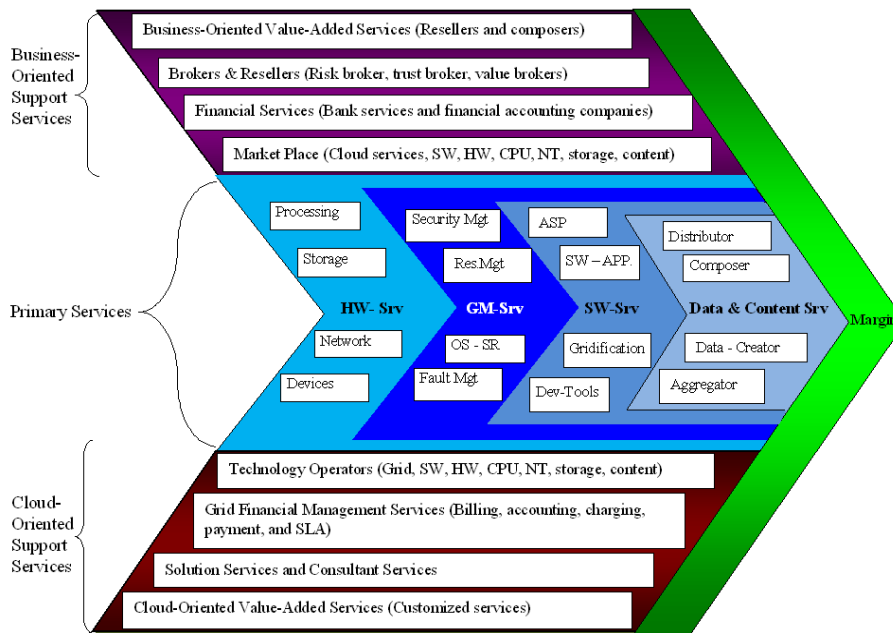 Business-
Oriented
Support
Services
Business-Oriented Value-Added Services (Resellers and composers)
Brokers & Resellers (Risk broker, trust broker, value brokers)
Financial Services (Bank services and financial accounting companies)
Market Place (Cloud services, SW, HW, CPU, NT, storage, content)
Primary Services
Processing
Storage
HW- Srv
Network
Devices
Security Mgt
Res.Mgt
GM-Srv
OS - SR
Fault Mgt
ASP
SW – APP.
SW-Srv
Gridification
Dev-Tools
Distributor
Composer
Data & Content Srv
Data - Creator
Aggregator
Margin
Cloud-
Oriented
Support
Services
Technology Operators (Grid, SW, HW, CPU, NT, storage, content)
Grid Financial Management Services (Billing, accounting, charging,
payment, and SLA)
Solution Services and Consultant Services
Cloud-Oriented Value-Added Services (Customized services)